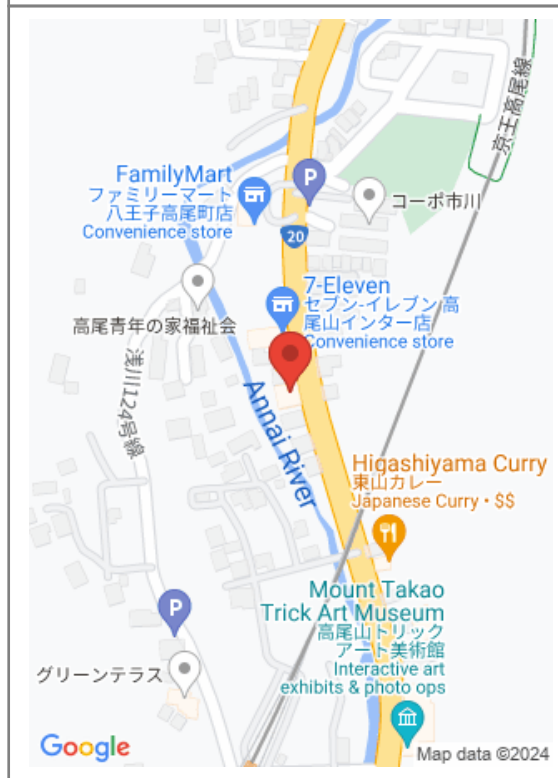 京王高尾線
FamilyMart
ファミリーマート
八王子高尾町店
Convenience store
P
コーポ市川
20
7-Eleven
セブン-イレブン 高
尾山インター店
Convenience store
高尾青年の家福祉会
浅川124号線
Annai River
Higashiyama Curry
東山カレー
Japanese Curry • $$
Mount Takao
Trick Art Museum
高尾山トリック
アート美術館
Interactive art
exhibits & photo ops
P
グリーンテラス
Google
Map data ©2024